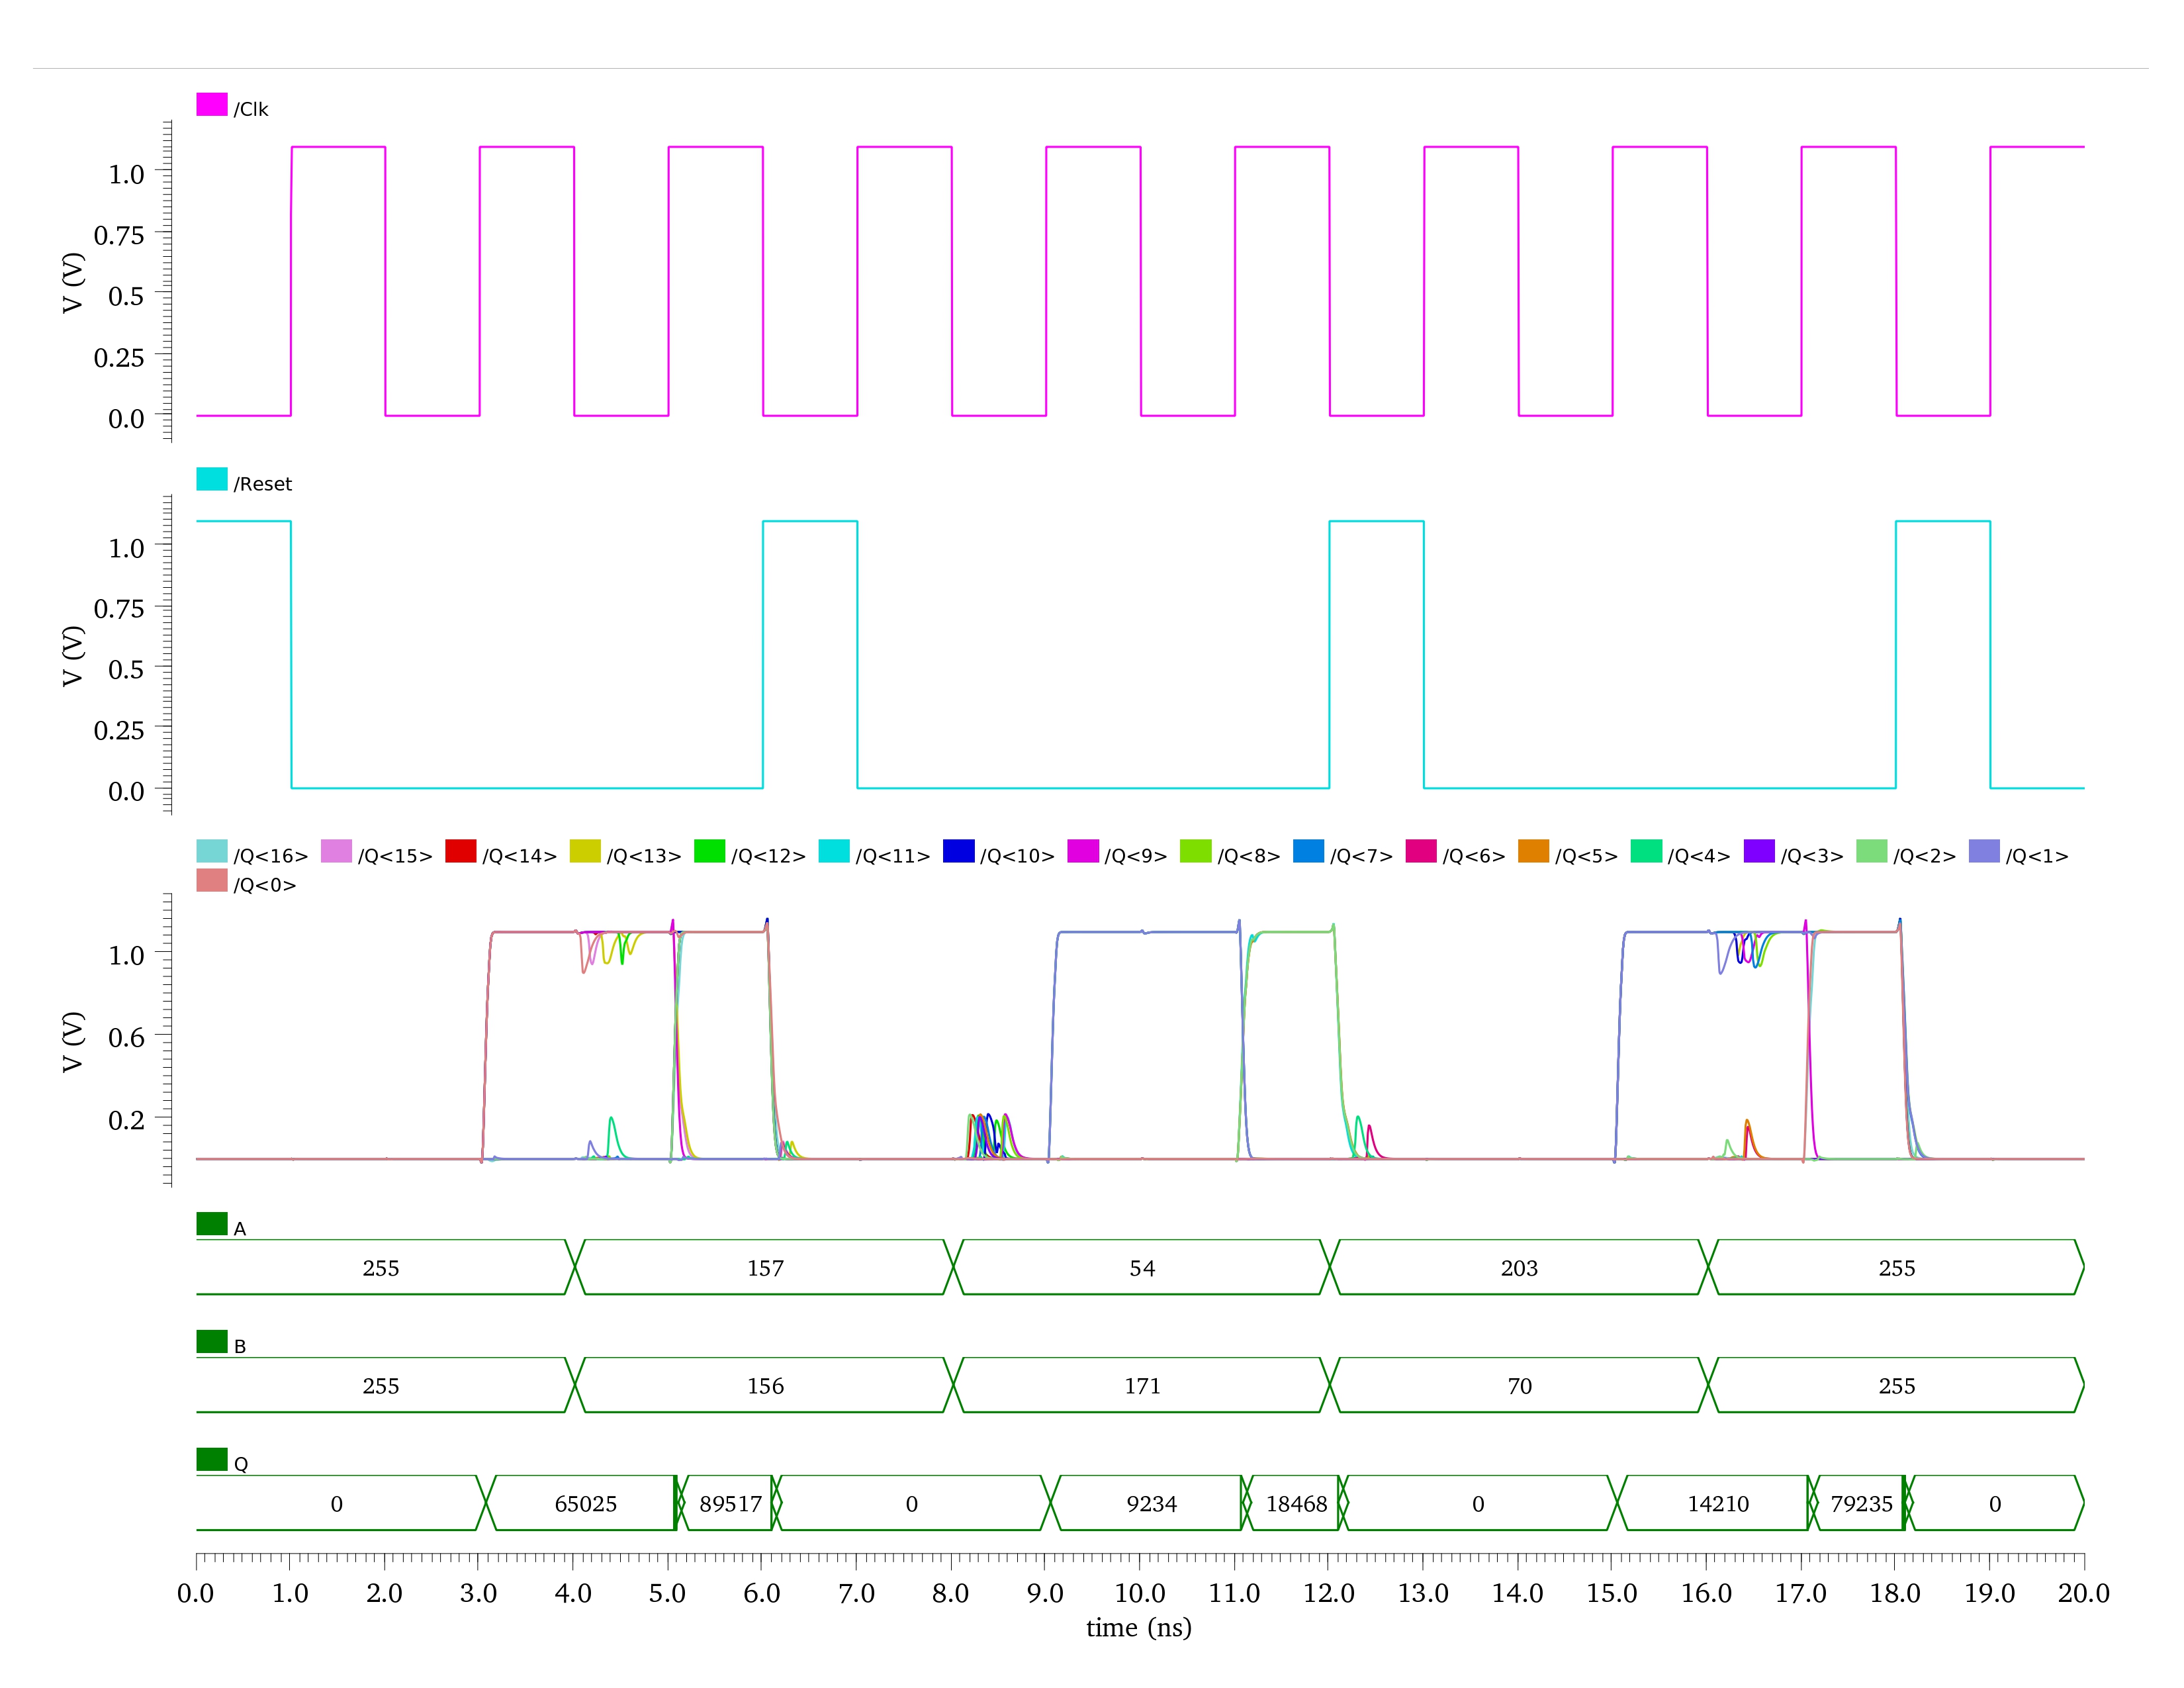 /Clk
1.0
0.75
0.5
0.25
0.0
V (V)
/Reset
1.0
0.75
0.5
0.25
0.0
V (V)
/Q<16> /Q<15> /Q<14> /Q<13> /Q<12> /Q<11> /Q<10> /Q<9> /Q<8> /Q<7> /Q<6> /Q<5> /Q<4> /Q<3> /Q<2> /Q<1>
/Q<0>
1.0
0.6
0.2
V (V)
A
255 157 54 203 255
B
255 156 171 70 255
Q
0 65025 89517 0 9234 18468 0 14210 79235 0
0.0 1.0 2.0 3.0 4.0 5.0 6.0 7.0 8.0 9.0 10.0 11.0 12.0 13.0 14.0 15.0 16.0 17.0 18.0 19.0 20.0
time (ns)